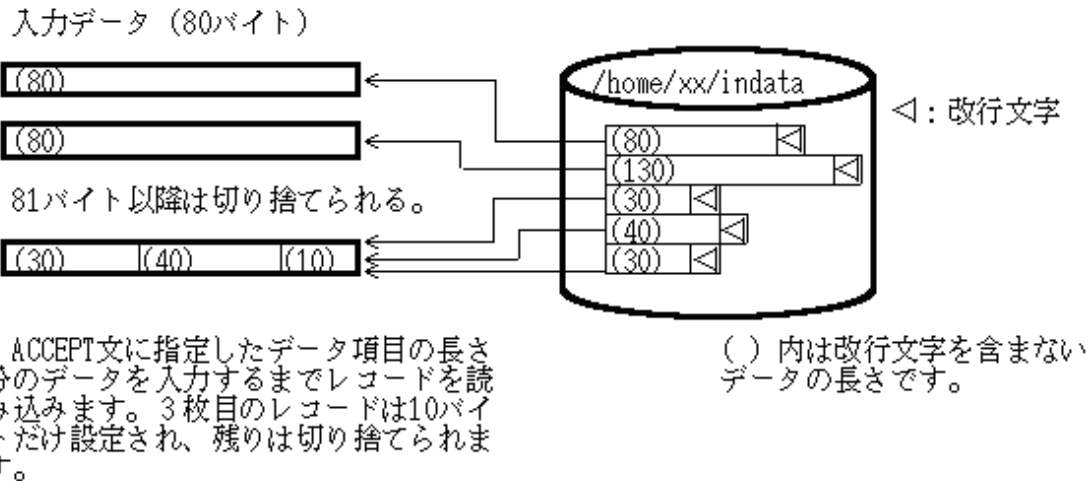 入力データ（80バイト）
(80)
(80)
81バイト以降は切り捨てられる。
(30) (40) (10)
/home/xx/indata
(80)
(130)
(30)
(40)
(30)
◁：改行文字
ACCEPT文に指定したデータ項目の長さ
分のデータを入力するまでレコードを読
み込みます。３枚目のレコードは10バイ
トだけ設定され、残りは切り捨てられま
す。
（ ）内は改行文字を含まない
データの長さです。